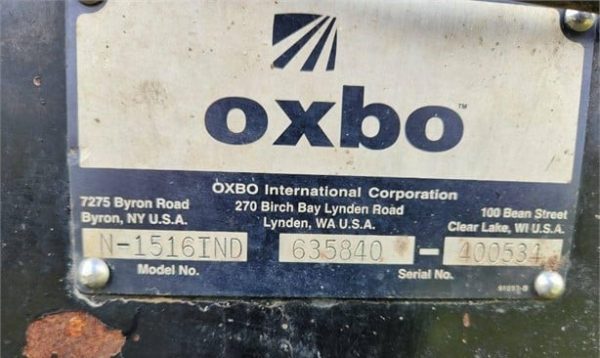 oxbo™
OXBO International Corporation
7275 Byron Road
Byron, NY U.S.A.
270 Birch Bay Lynden Road
Lynden, WA U.S.A.
100 Bean Street
Clear Lake, WI U.S.A.
N-1516IND 635840 - 400534
Model No. Serial No.